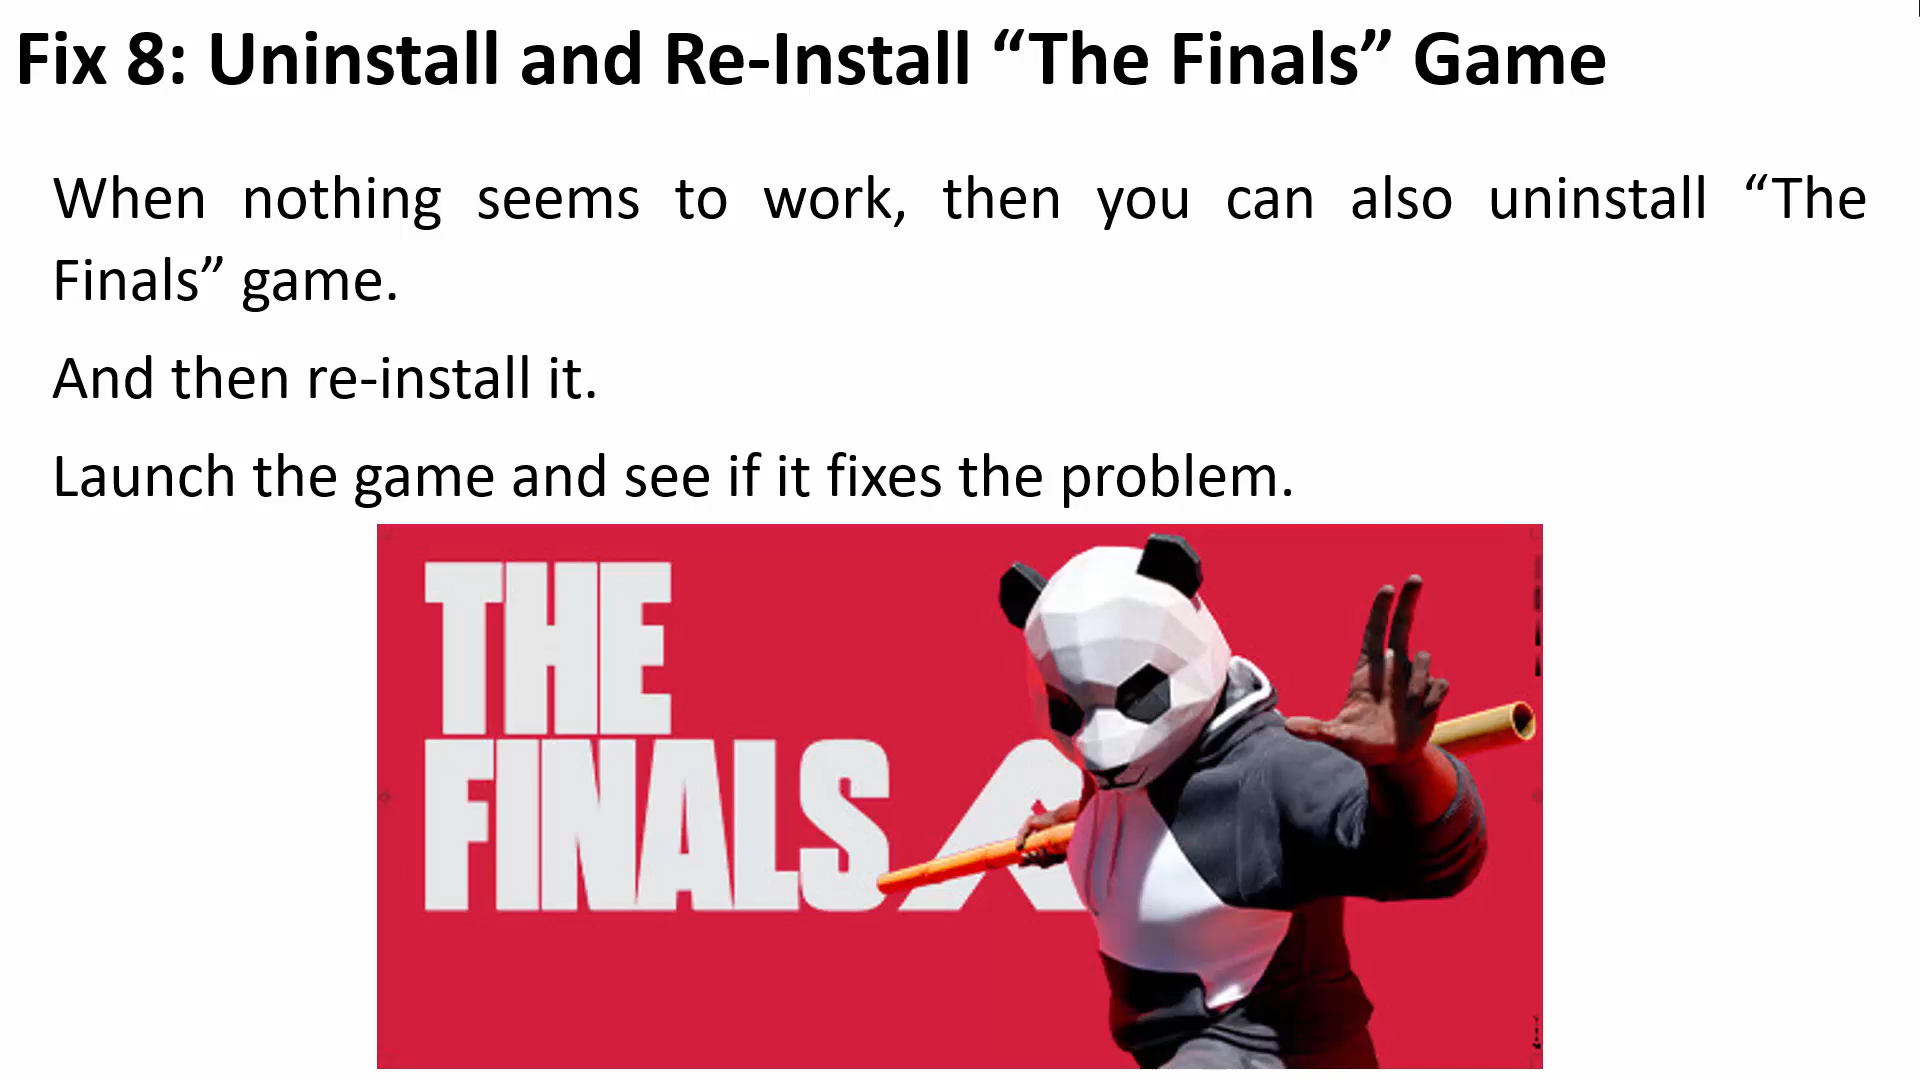 Fix 8: Uninstall and Re-Install “The Finals” Game
When nothing seems to work, then you can also uninstall “The
Finals” game.
And then re-install it.
Launch the game and see if it fixes the problem.
THE
FINALS